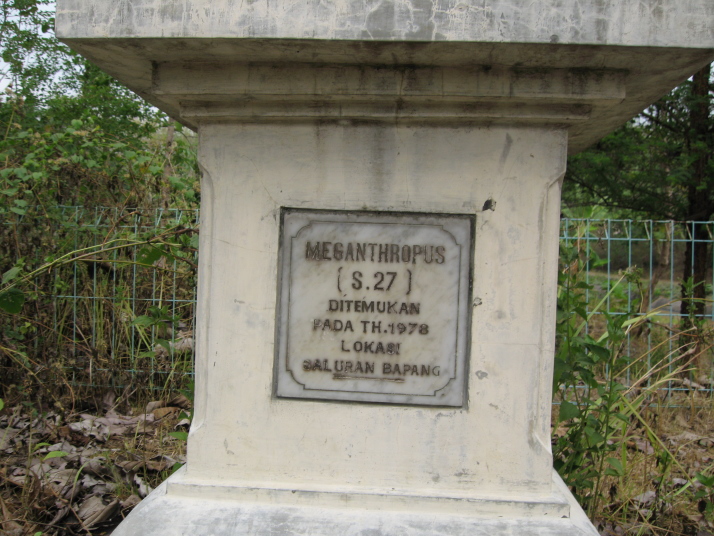 MEGANTHROPUS
( S.27 )
DITEMUKAN
PADA TH.1978
LOKASI
SALURAN BAPANG